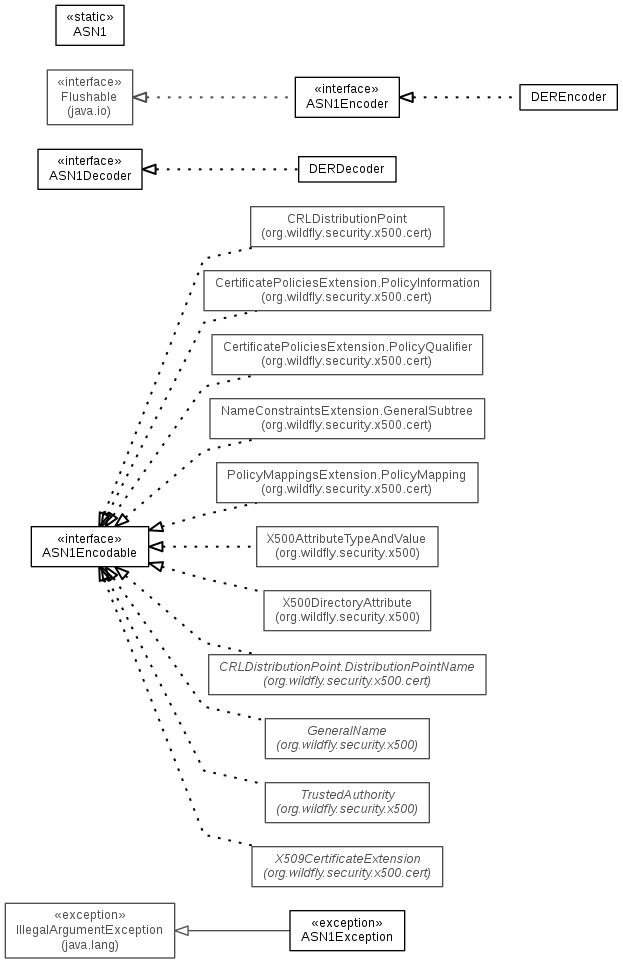 «static»
ASN1
«interface»
Flushable
(java.io)
«interface»
ASN1Encoder
DEREncoder
«interface»
ASN1Decoder
DERDecoder
CRLDistributionPoint
(org.wildfly.security.x500.cert)
CertificatePoliciesExtension.PolicyInformation
(org.wildfly.security.x500.cert)
CertificatePoliciesExtension.PolicyQualifier
(org.wildfly.security.x500.cert)
NameConstraintsExtension.GeneralSubtree
(org.wildfly.security.x500.cert)
PolicyMappingsExtension.PolicyMapping
(org.wildfly.security.x500.cert)
«interface»
ASN1Encodable
X500AttributeTypeAndValue
(org.wildfly.security.x500)
X500DirectoryAttribute
(org.wildfly.security.x500)
CRLDistributionPoint.DistributionPointName
(org.wildfly.security.x500.cert)
GeneralName
(org.wildfly.security.x500)
TrustedAuthority
(org.wildfly.security.x500)
X509CertificateExtension
(org.wildfly.security.x500.cert)
«exception»
IllegalArgumentException
(java.lang)
«exception»
ASN1Exception